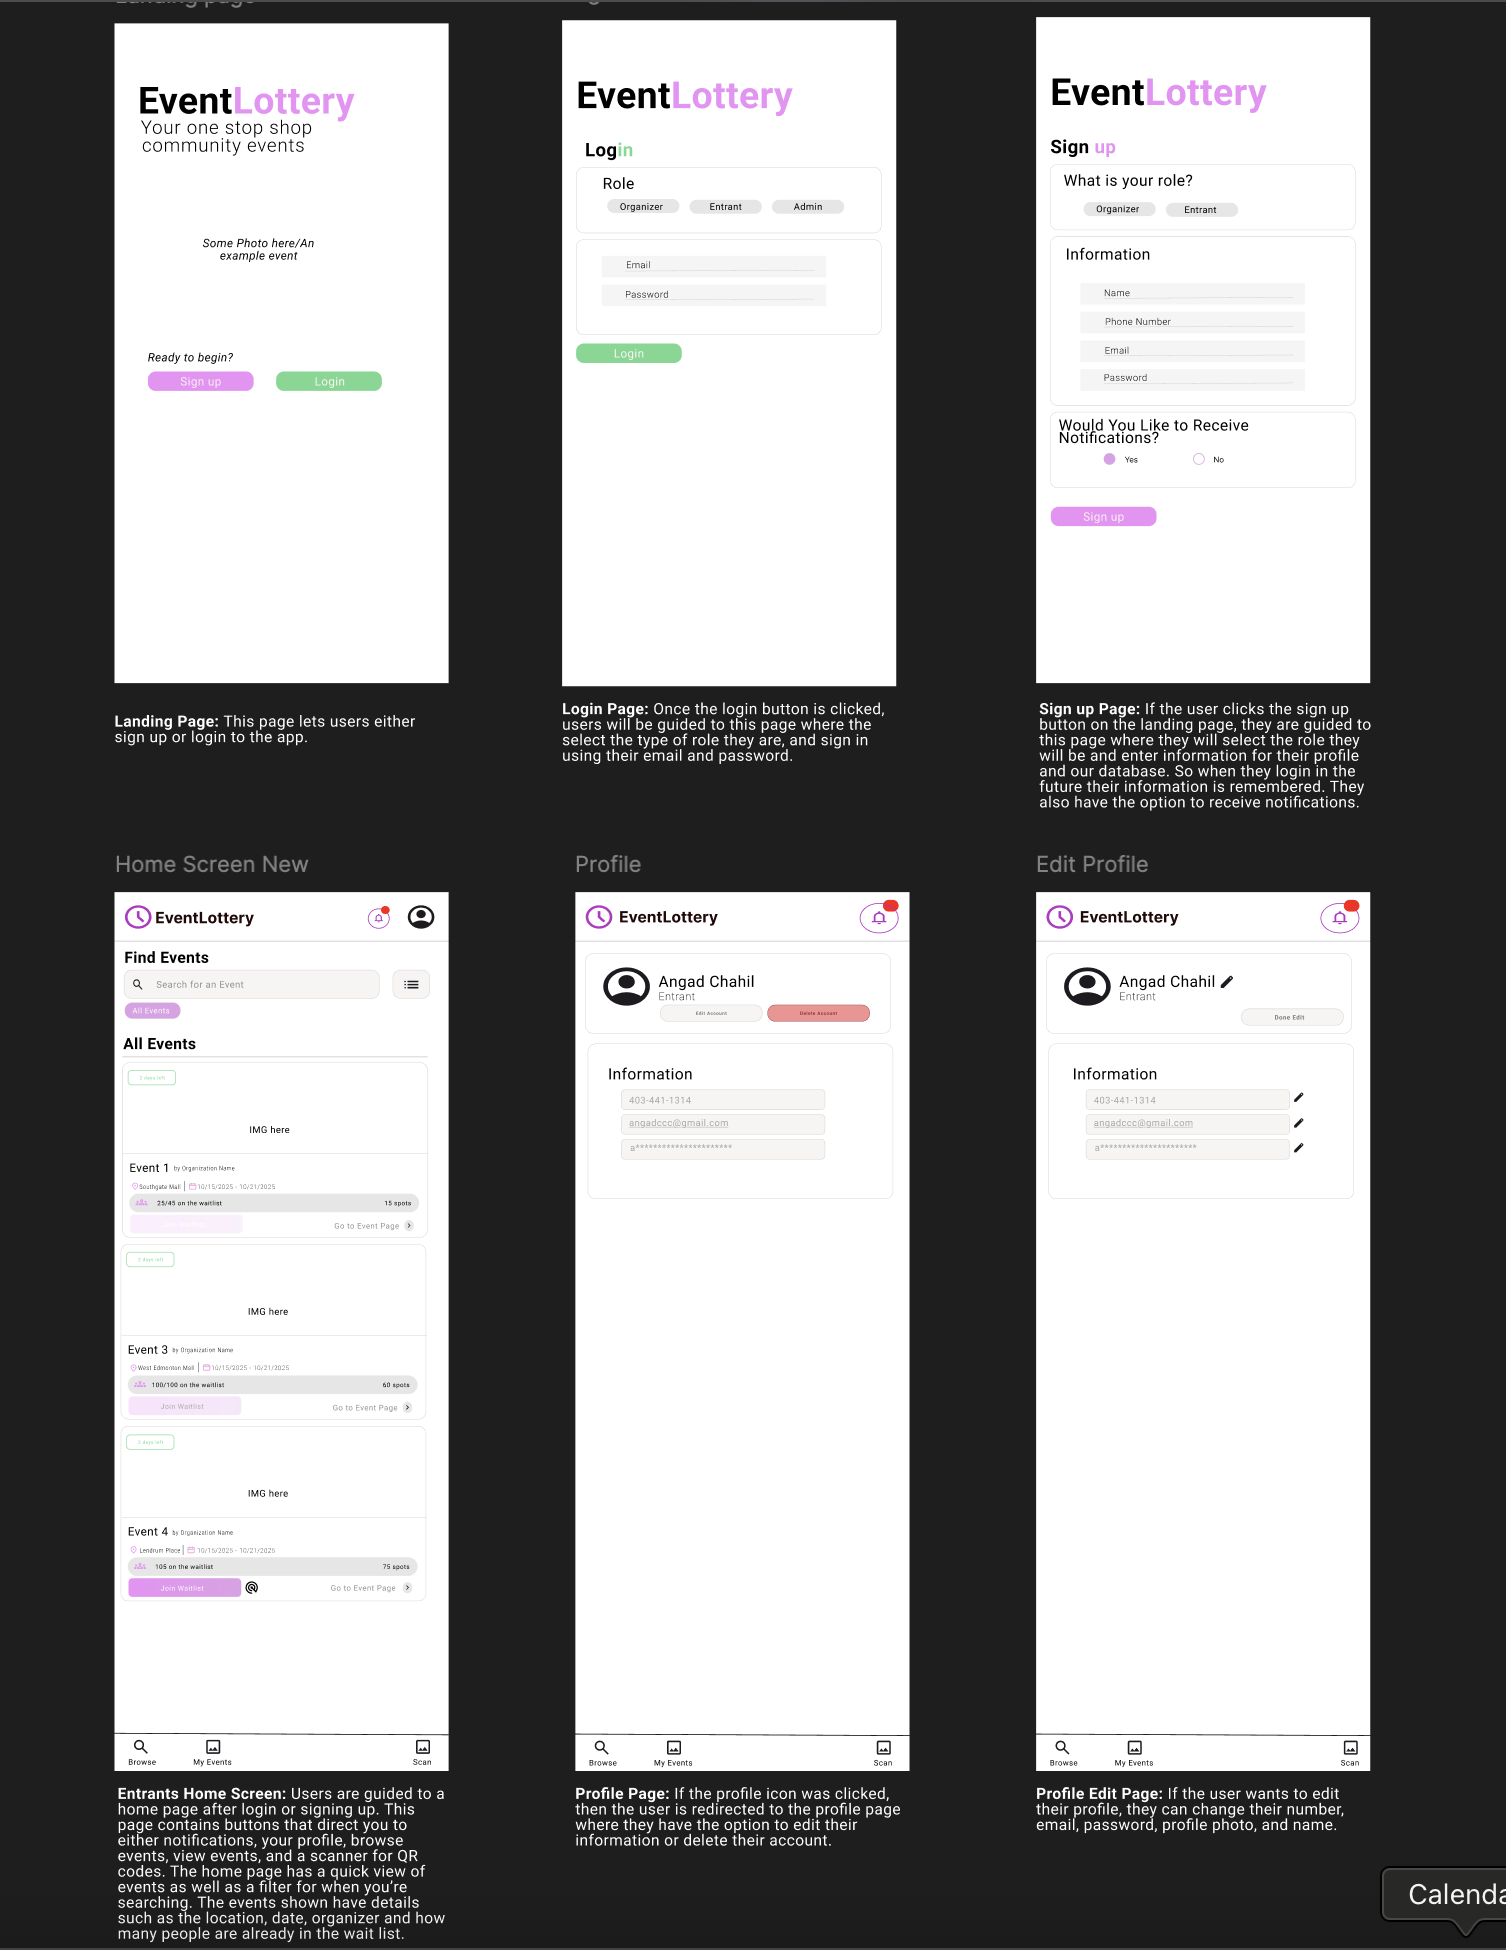 Landing page
EventLottery
Your one stop shop
community events
Some Photo here/An
example event
Ready to begin?
Sign up
Login
Landing Page: This page lets users either
sign up or login to the app.
EventLottery
Login
Role
Organizer
Entrant
Admin
Email
Password
Login
Login Page: Once the login button is clicked,
users will be guided to this page where the
select the type of role they are, and sign in
using their email and password.
EventLottery
Sign up
What is your role?
Organizer
Entrant
Information
Name
Phone Number
Email
Password
Would You Like to Receive
Notifications?
Yes
No
Sign up
Sign up Page: If the user clicks the sign up
button on the landing page, they are guided to
this page where they will select the role they
will be and enter information for their profile
and our database. So when they login in the
future their information is remembered. They
also have the option to receive notifications.
Home Screen New
EventLottery
Find Events
Search for an Event
All Events
All Events
days left
IMG here
Event 1 by Organization Name
Southgate Mall 10/15/2025 - 10/21/2025
25/45 on the waitlist 15 spots
Go to Event Page
days left
IMG here
Event 3 by Organization Name
West Edmonton Mall 10/15/2025 - 10/21/2025
100/100 on the waitlist 60 spots
Join Waitlist
Go to Event Page
days left
IMG here
Event 4 by Organization Name
Lendrum Place 10/15/2025 - 10/21/2025
105 on the waitlist 75 spots
Join Waitlist
Go to Event Page
Browse
My Events
Scan
Entrants Home Screen: Users are guided to a
home page after login or signing up. This
page contains buttons that direct you to
either notifications, your profile, browse
events, view events, and a scanner for QR
codes. The home page has a quick view of
events as well as a filter for when you're
searching. The events shown have details
such as the location, date, organizer and how
many people are already in the wait list.
Profile
EventLottery
Angad Chahil
Entrant
Edit Account
Delete Account
Information
403-441-1314
angadccc@gmail.com
a**********************
Browse
My Events
Scan
Profile Page: If the profile icon was clicked,
then the user is redirected to the profile page
where they have the option to edit their
information or delete their account.
Edit Profile
EventLottery
Angad Chahil
Entrant
Done Edit
Information
403-441-1314
angadccc@gmail.com
a**********************
Browse
My Events
Scan
Profile Edit Page: If the user wants to edit
their profile, they can change their number,
email, password, profile photo, and name.
Calenda